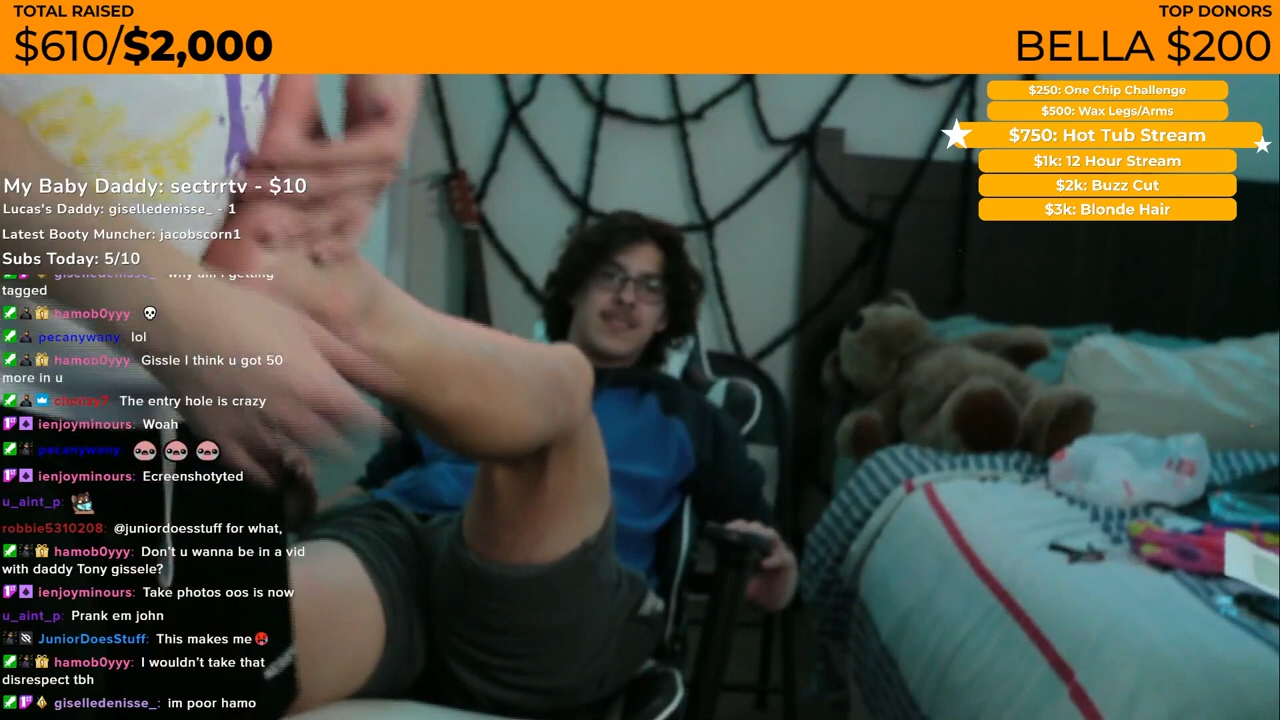 TOTAL RAISED
$610/$2,000
TOP DONORS
BELLA $200
$250: One Chip Challenge
$500: Wax Legs/Arms
$750: Hot Tub Stream
$1k: 12 Hour Stream
$2k: Buzz Cut
$3k: Blonde Hair
My Baby Daddy: sectrrtv - $10
Lucas's Daddy: giselledenisse_ - 1
Latest Booty Muncher: jacobscorn1
Subs Today: 5/10
giselledenisse_ why am I getting
tagged
hamob0yyy:
pecanywany: lol
hamob0yyy: Gissle I think u got 50
more in u
The entry hole is crazy
ienjoyminours: Woah
pecanywany:
ienjoyminours: Ecreenshotyted
u_aint_p:
robbie5310208: @juniordoesstuff for what,
hamob0yyy: Don't u wanna be in a vid
with daddy Tony gissele?
ienjoyminours: Take photos oos is now
u_aint_p: Prank em john
JuniorDoesStuff: This makes me
hamob0yyy: I wouldn't take that
disrespect tbh
giselledenisse_: im poor hamo